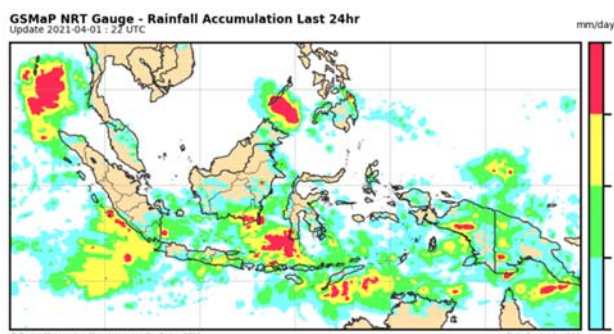 GSMaP NRT Gauge - Rainfall Accumulation Last 24hr
Update 2021-04-01 : 22 UTC
mm/day